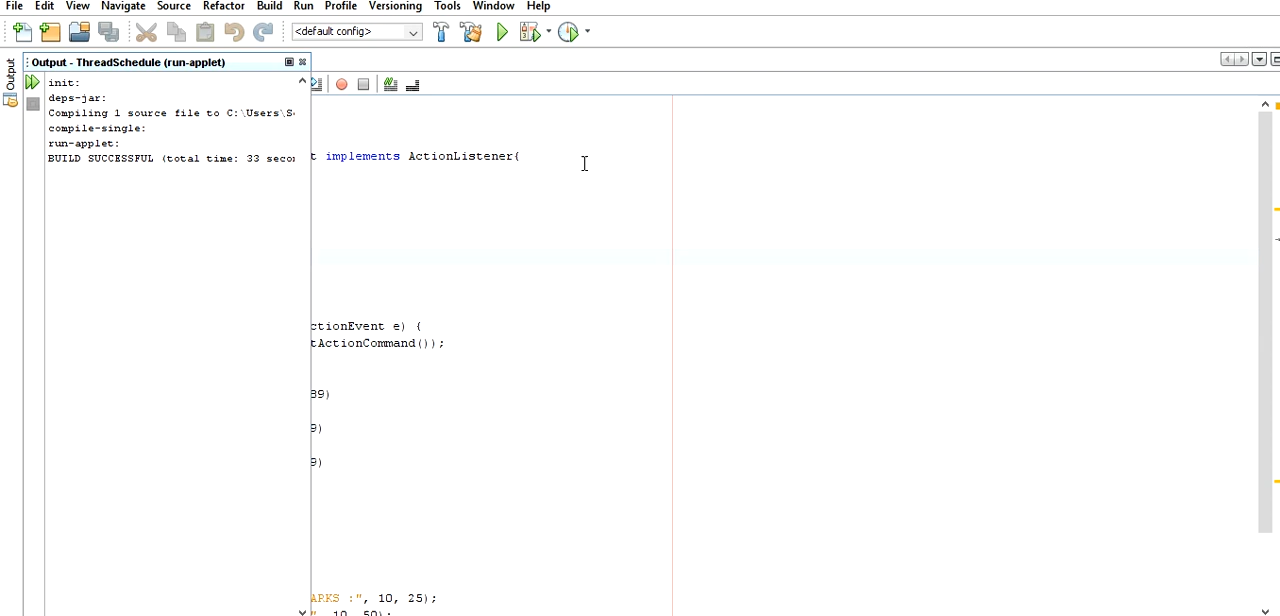 File Edit View Navigate Source Refactor Build Run Profile Versioning Tools Window Help
<default config>
Output
Output - ThreadSchedule (run-applet)
init:
deps-jar:
Compiling 1 source file to C:\Users\S
compile-single:
run-applet:
BUILD SUCCESSFUL (total time: 33 secon
t implements ActionListener{
ctionEvent e) {
tActionCommand());
89)
9)
9)
ARKS :", 10, 25);
", 10, 50);